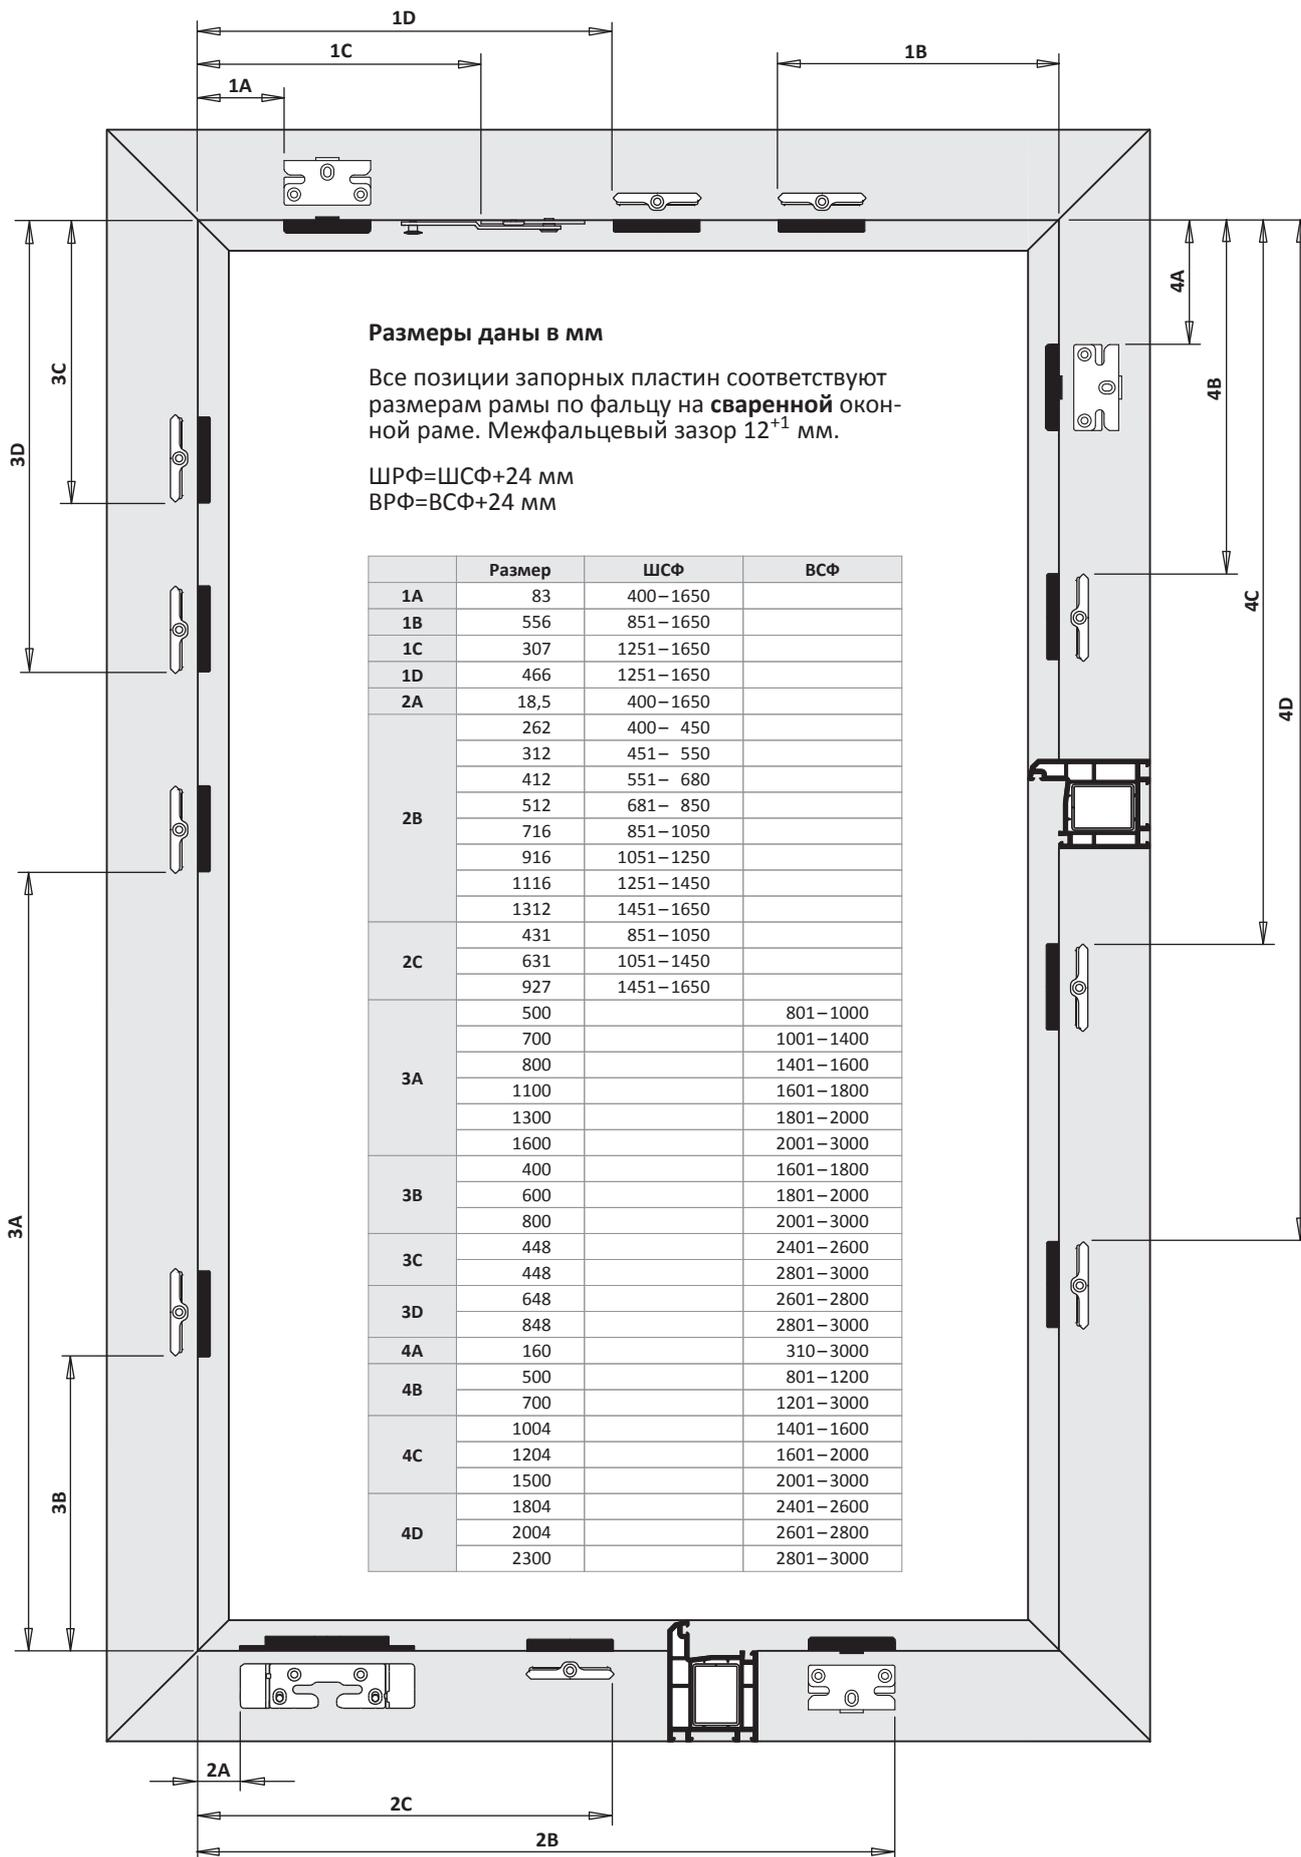 1D
1C
1B
1A
3C
3D
4A
4B
4C
4D
Размеры даны в мм
Все позиции запорных пластин соответствуют
размерам рамы по фальцу на сваренной окон-
ной раме. Межфальцевый зазор 12+1 мм.
ШРФ=ШСФ+24 мм
ВРФ=ВСФ+24 мм
Размер ШСФ ВСФ
1A 83 400–1650
1B 556 851–1650
1C 307 1251–1650
1D 466 1251–1650
2A 18,5 400–1650
2B 262 400– 450
312 451– 550
412 551– 680
512 681– 850
716 851–1050
916 1051–1250
1116 1251–1450
1312 1451–1650
2C 431 851–1050
631 1051–1450
927 1451–1650
3A 500 801–1000
700 1001–1400
800 1401–1600
1100 1601–1800
1300 1801–2000
1600 2001–3000
3B 400 1601–1800
600 1801–2000
800 2001–3000
3C 448 2401–2600
448 2801–3000
3D 648 2601–2800
848 2801–3000
4A 160 310–3000
4B 500 801–1200
700 1201–3000
4C 1004 1401–1600
1204 1601–2000
1500 2001–3000
4D 1804 2401–2600
2004 2601–2800
2300 2801–3000
3A
3B
2A
2C
2B